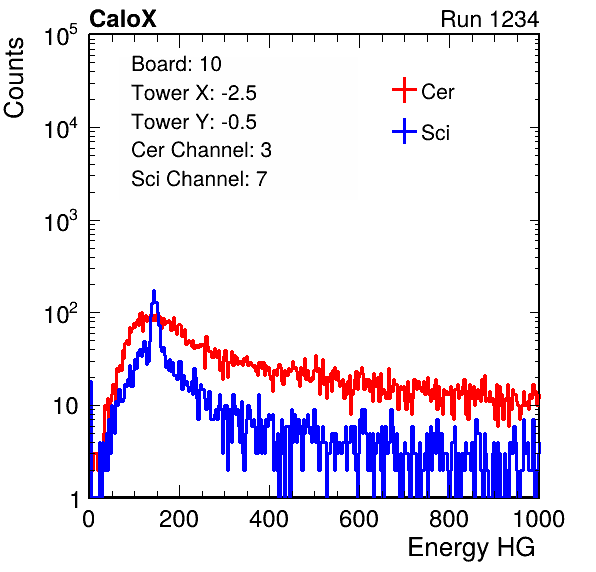 CaloX Run 1234
Counts
Board: 10
Tower X: -2.5
Tower Y: -0.5
Cer Channel: 3
Sci Channel: 7
Cer
Sci
10^5
10^4
10^3
10^2
10
1
0 200 400 600 800 1000
Energy HG